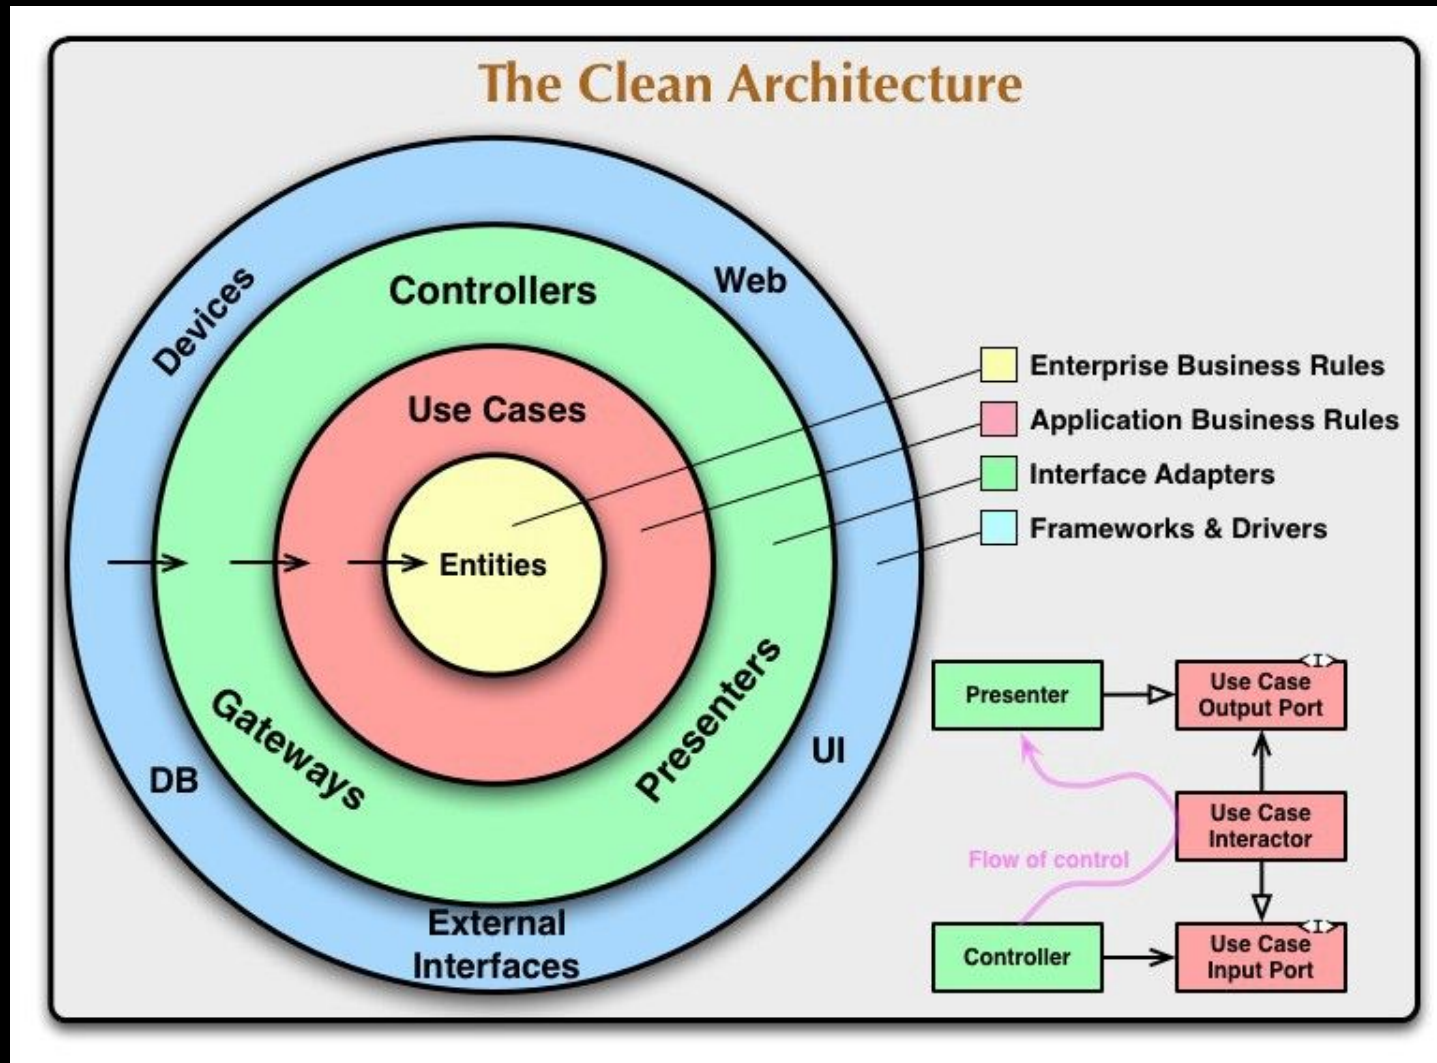 The Clean Architecture
Devices
Controllers
Web
Use Cases
Entities
Gateways
Presenters
DB
UI
External
Interfaces
Enterprise Business Rules
Application Business Rules
Interface Adapters
Frameworks & Drivers
Presenter
<I>
Use Case
Output Port
Use Case
Interactor
Flow of control
Controller
<I>
Use Case
Input Port